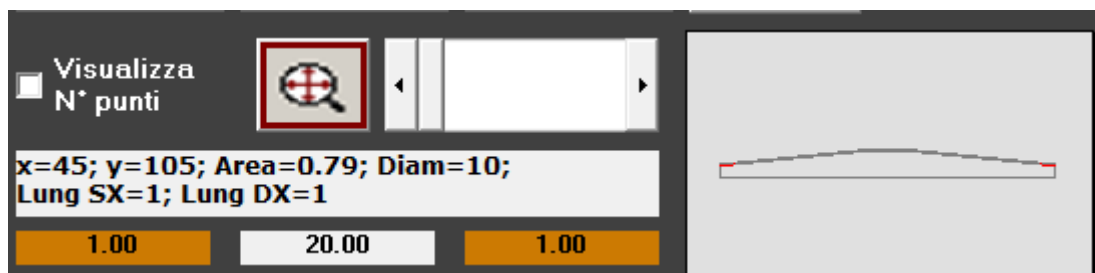 Visualizza
N° punti
x=45; y=105; Area=0.79; Diam=10;
Lung SX=1; Lung DX=1
1.00 20.00 1.00